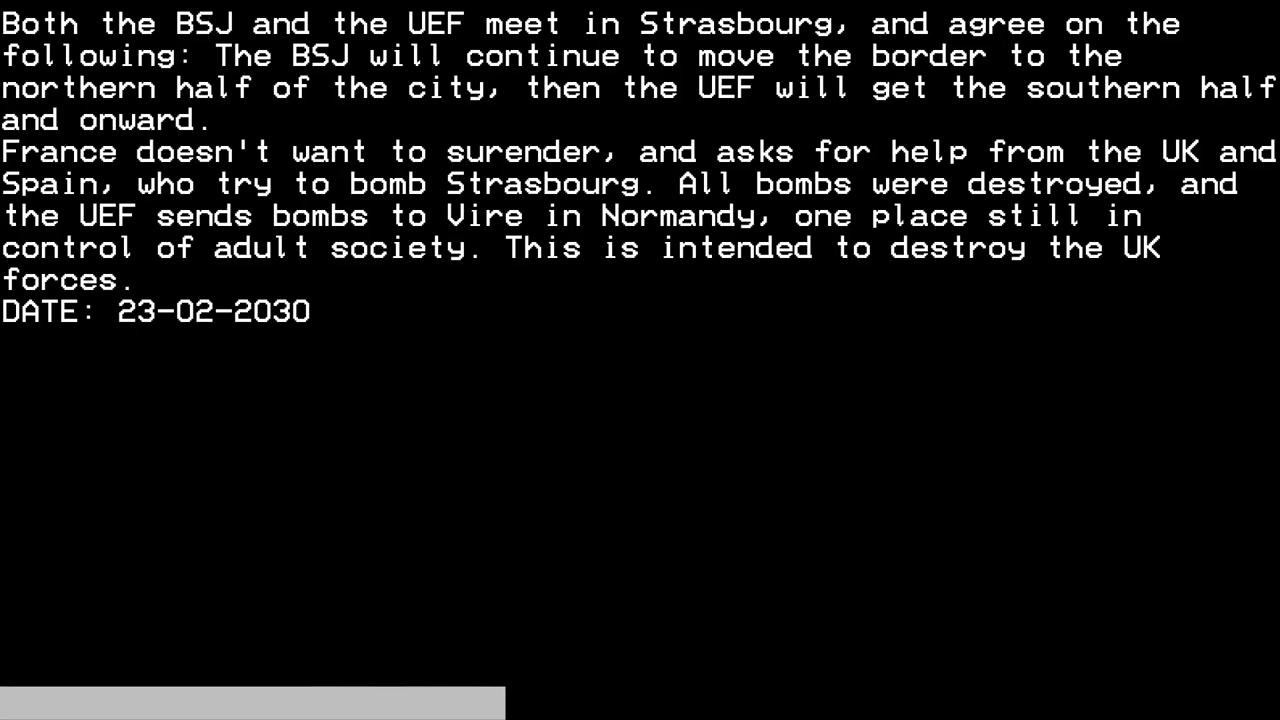 Both the BSJ and the UEF meet in Strasbourg, and agree on the
following: The BSJ will continue to move the border to the
northern half of the city, then the UEF will get the southern half
and onward.
France doesn't want to surender, and asks for help from the UK and
Spain, who try to bomb Strasbourg. All bombs were destroyed, and
the UEF sends bombs to Vire in Normandy, one place still in
control of adult society. This is intended to destroy the UK
forces.
DATE: 23-02-2030